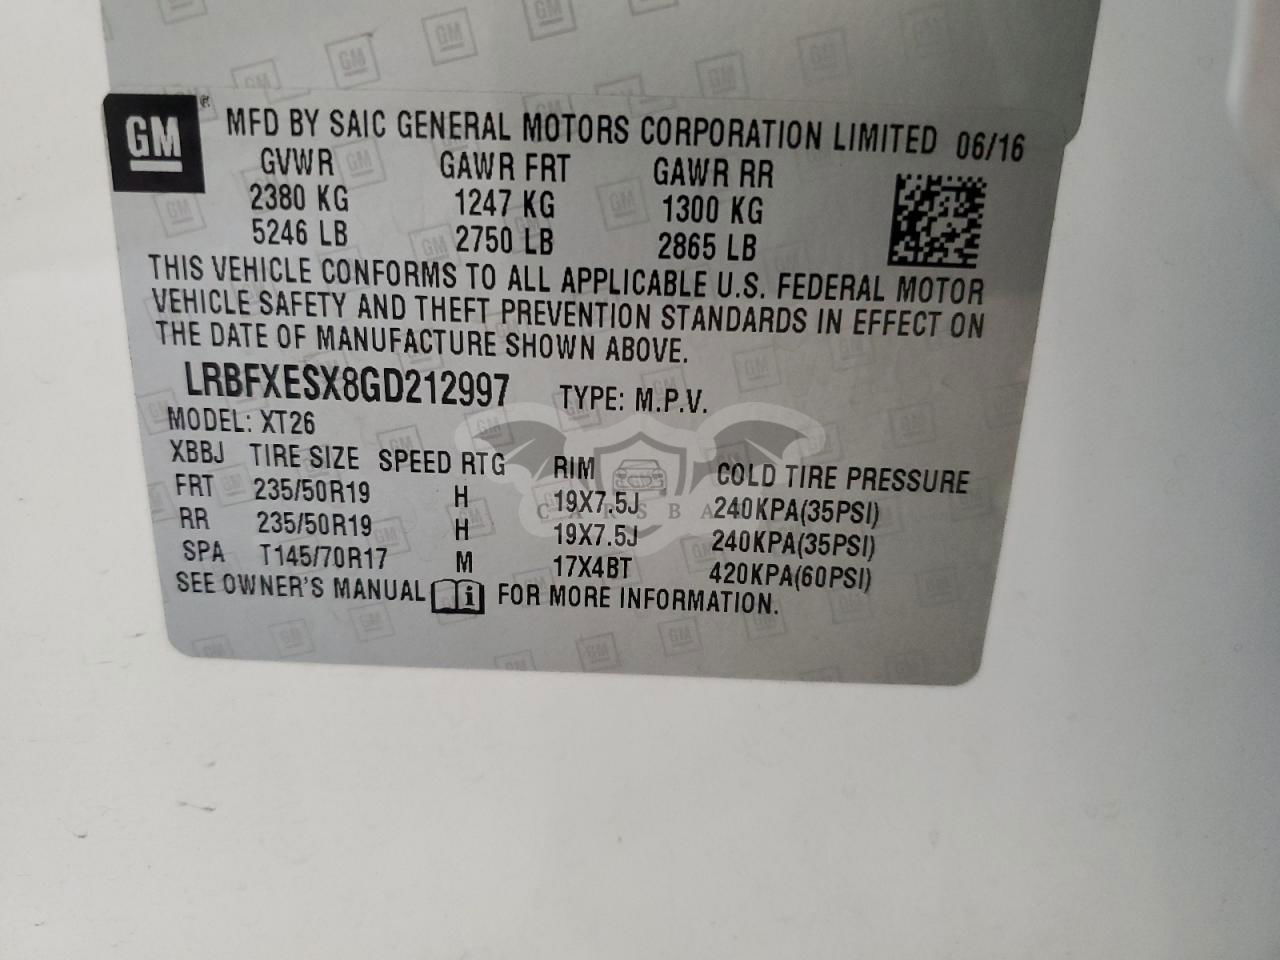 GM ® MFD BY SAIC GENERAL MOTORS CORPORATION LIMITED 06/16
GVWR GAWR FRT GAWR RR
2380 KG 1247 KG 1300 KG
5246 LB 2750 LB 2865 LB
THIS VEHICLE CONFORMS TO ALL APPLICABLE U.S. FEDERAL MOTOR
VEHICLE SAFETY AND THEFT PREVENTION STANDARDS IN EFFECT ON
THE DATE OF MANUFACTURE SHOWN ABOVE.
LRBFXESX8GD212997 TYPE: M.P.V.
MODEL: XT26
XBBJ TIRE SIZE SPEED RTG RIM COLD TIRE PRESSURE
FRT 235/50R19 H 19X7.5J 240KPA(35PSI)
RR 235/50R19 H 19X7.5J 240KPA(35PSI)
SPA T145/70R17 M 17X4BT 420KPA(60PSI)
SEE OWNER'S MANUAL i FOR MORE INFORMATION.